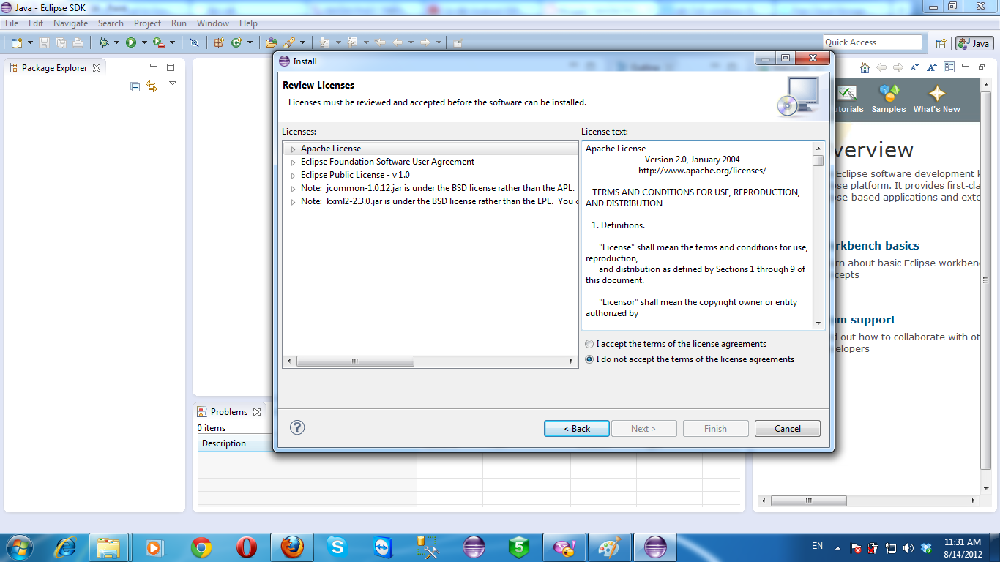 Java - Eclipse SDK
File Edit Navigate Search Project Run Window Help
Quick Access
Java
Package Explorer
Install
Review Licenses
Licenses must be reviewed and accepted before the software can be installed.
Licenses:
Apache License
Eclipse Foundation Software User Agreement
Eclipse Public License - v 1.0
Note:  jcommon-1.0.12.jar is under the BSD license rather than the APL.
Note:  kxml2-2.3.0.jar is under the BSD license rather than the EPL.  You c
License text:
Apache License
Version 2.0, January 2004
http://www.apache.org/licenses/
TERMS AND CONDITIONS FOR USE, REPRODUCTION,
AND DISTRIBUTION
1. Definitions.
"License" shall mean the terms and conditions for use,
reproduction,
and distribution as defined by Sections 1 through 9 of
this document.
"Licensor" shall mean the copyright owner or entity
authorized by
I accept the terms of the license agreements
I do not accept the terms of the license agreements
< Back Next > Finish Cancel
utorials Samples What's New
verview
Eclipse software development k
se platform. It provides first-cla
se-based applications and exte
rkbench basics
rn about basic Eclipse workben
cepts
am support
d out how to collaborate with ot
elopers
Problems
0 items
Description
EN
11:31 AM
8/14/2012